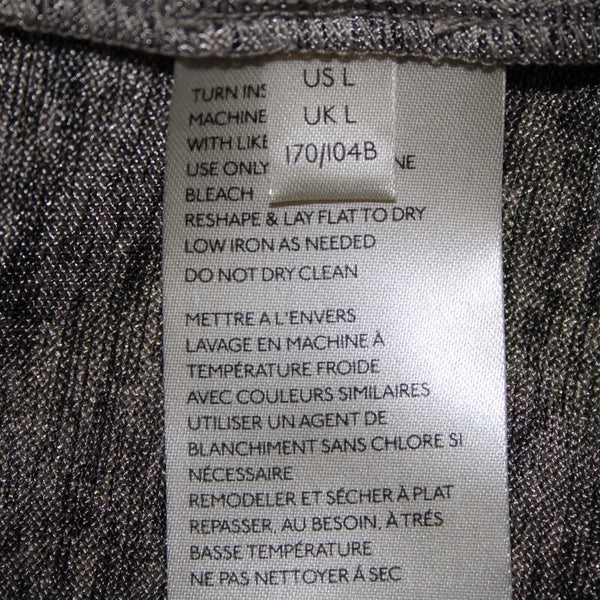 US L
UK L
170/104B
TURN INS
MACHINE
WITH LIKE
USE ONLY NE
BLEACH
RESHAPE & LAY FLAT TO DRY
LOW IRON AS NEEDED
DO NOT DRY CLEAN
METTRE A L'ENVERS
LAVAGE EN MACHINE À
TEMPÉRATURE FROIDE
AVEC COULEURS SIMILAIRES
UTILISER UN AGENT DE
BLANCHIMENT SANS CHLORE SI
NÉCESSAIRE
REMODELER ET SÉCHER À PLAT
REPASSER, AU BESOIN, À TRÉS
BASSE TEMPÉRATURE
NE PAS NETTOYER À SEC